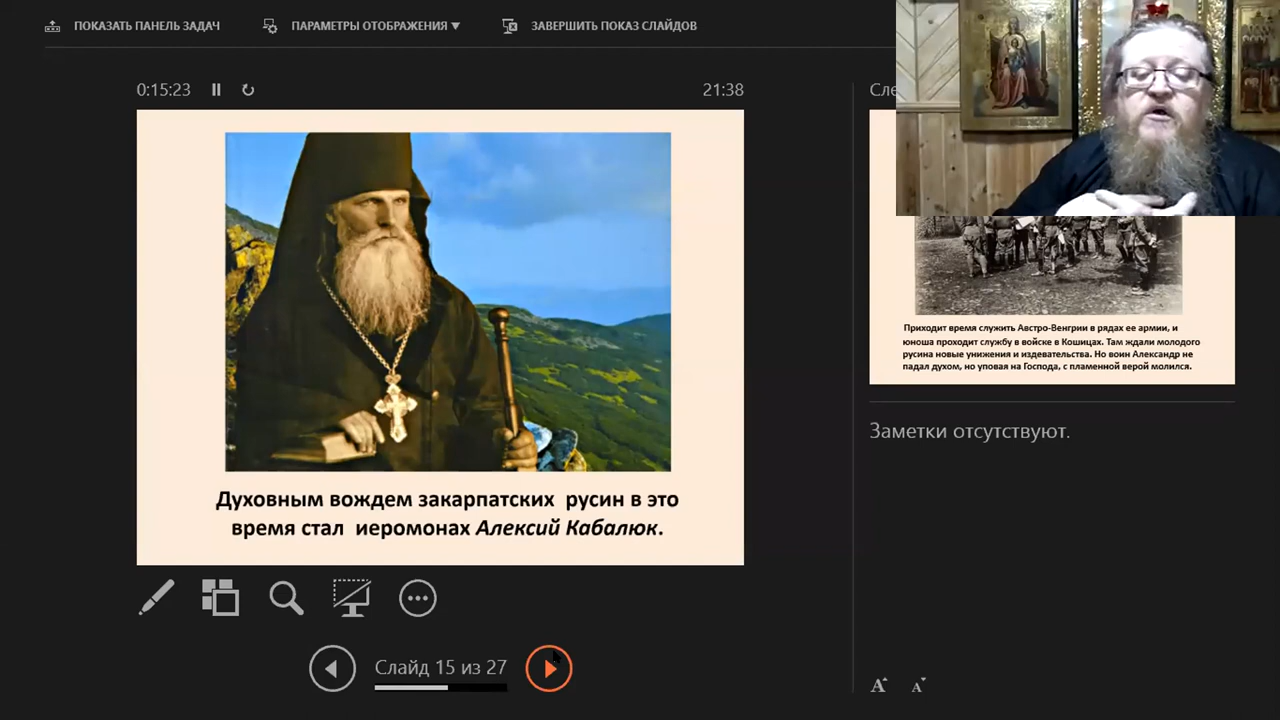 ПОКАЗАТЬ ПАНЕЛЬ ЗАДАЧ
ПАРАМЕТРЫ ОТОБРАЖЕНИЯ ▼
ЗАВЕРШИТЬ ПОКАЗ СЛАЙДОВ
0:15:23
21:38
Духовным вождем закарпатских русин в это
время стал иеромонах Алексий Кабалюк.
Слайд 15 из 27
Приходит время служить Австро-Венгрии в рядах ее армии, и
юноша проходит службу в войске в Кошицах. Там ждали молодого
русина новые унижения и издевательства. Но воин Александр не
падал духом, но уповая на Господа, с пламенной верой молился.
Заметки отсутствуют.
A A